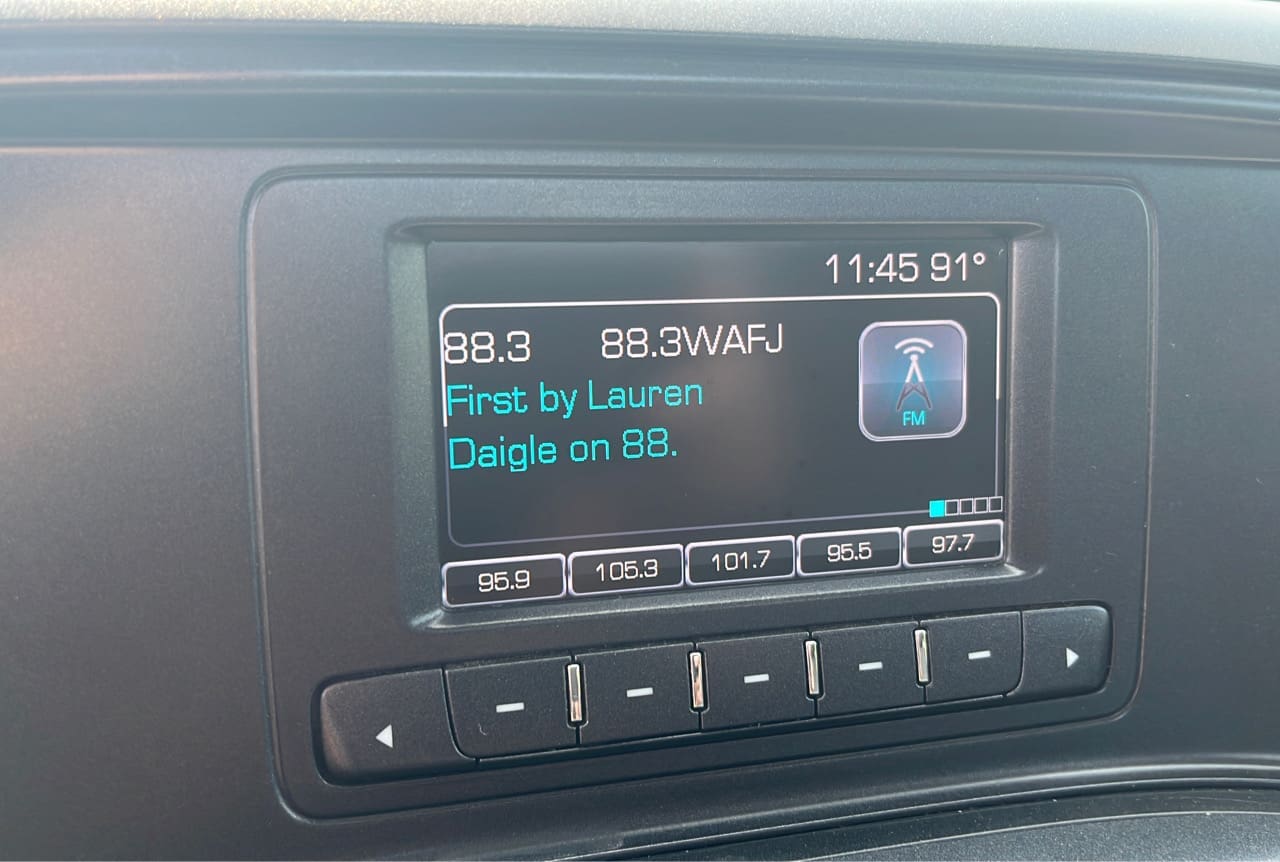 11:45 91°
88.3 88.3WAFJ
First by Lauren
Daigle on 88.
FM
95.9 105.3 101.7 95.5 97.7